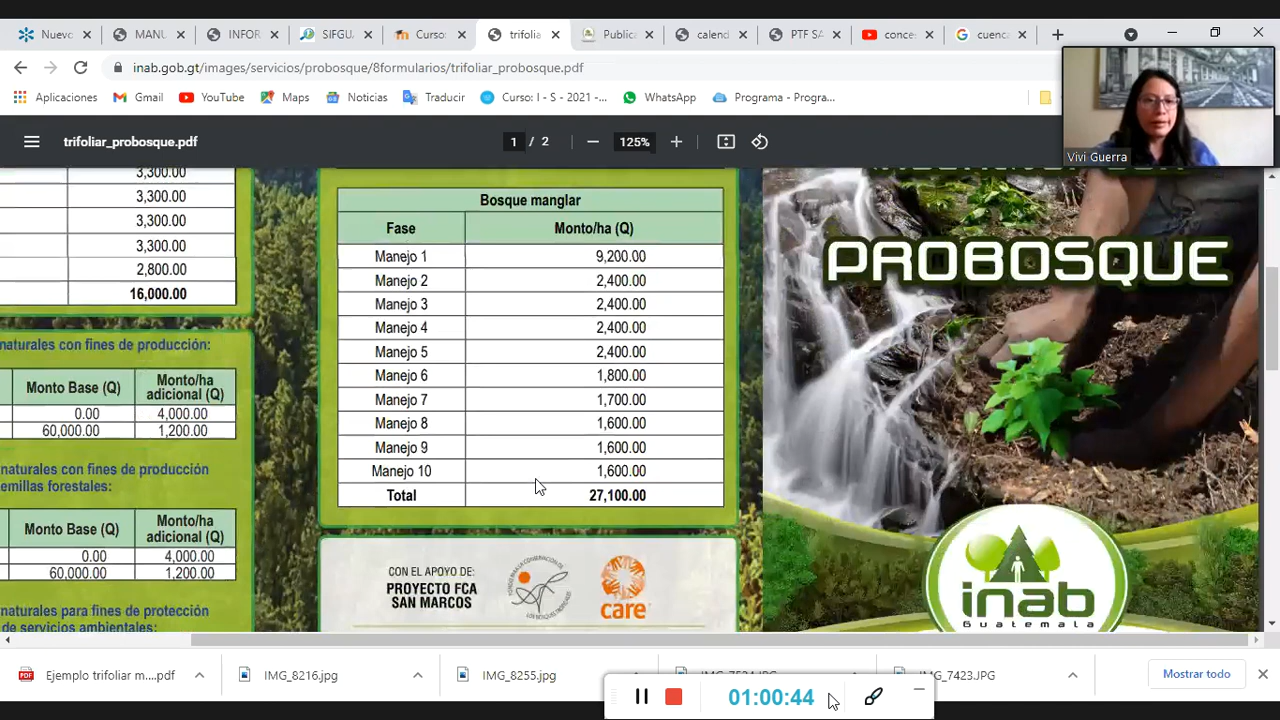 Nuevo
MANU
INFOR
SIFGUA
Curso:
trifolia
Publica
calend
PTF SA
conce
cuenca
inab.gob.gt/images/servicios/probosque/8formularios/trifoliar_probosque.pdf
Aplicaciones
Gmail
YouTube
Maps
Noticias
Traducir
Curso: I - S - 2021 -...
WhatsApp
Programa - Progra...
trifoliar_probosque.pdf
1 / 2
125%
Vivi Guerra
3,300.00
3,300.00
3,300.00
3,300.00
2,800.00
16,000.00
naturales con fines de producción:
Monto Base (Q) Monto/ha adicional (Q)
0.00 4,000.00
60,000.00 1,200.00
naturales con fines de producción
emillas forestales:
Monto Base (Q) Monto/ha adicional (Q)
0.00 4,000.00
60,000.00 1,200.00
naturales para fines de protección
de servicios ambientales:
Bosque manglar
Fase Monto/ha (Q)
Manejo 1 9,200.00
Manejo 2 2,400.00
Manejo 3 2,400.00
Manejo 4 2,400.00
Manejo 5 2,400.00
Manejo 6 1,800.00
Manejo 7 1,700.00
Manejo 8 1,600.00
Manejo 9 1,600.00
Manejo 10 1,600.00
Total 27,100.00
CON EL APOYO DE:
PROYECTO FCA
SAN MARCOS
care
PROBOSQUE
inab
Guatemala
Ejemplo trifoliar m....pdf
IMG_8216.jpg
IMG_8255.jpg
IMG_7423.JPG
Mostrar todo
01:00:44